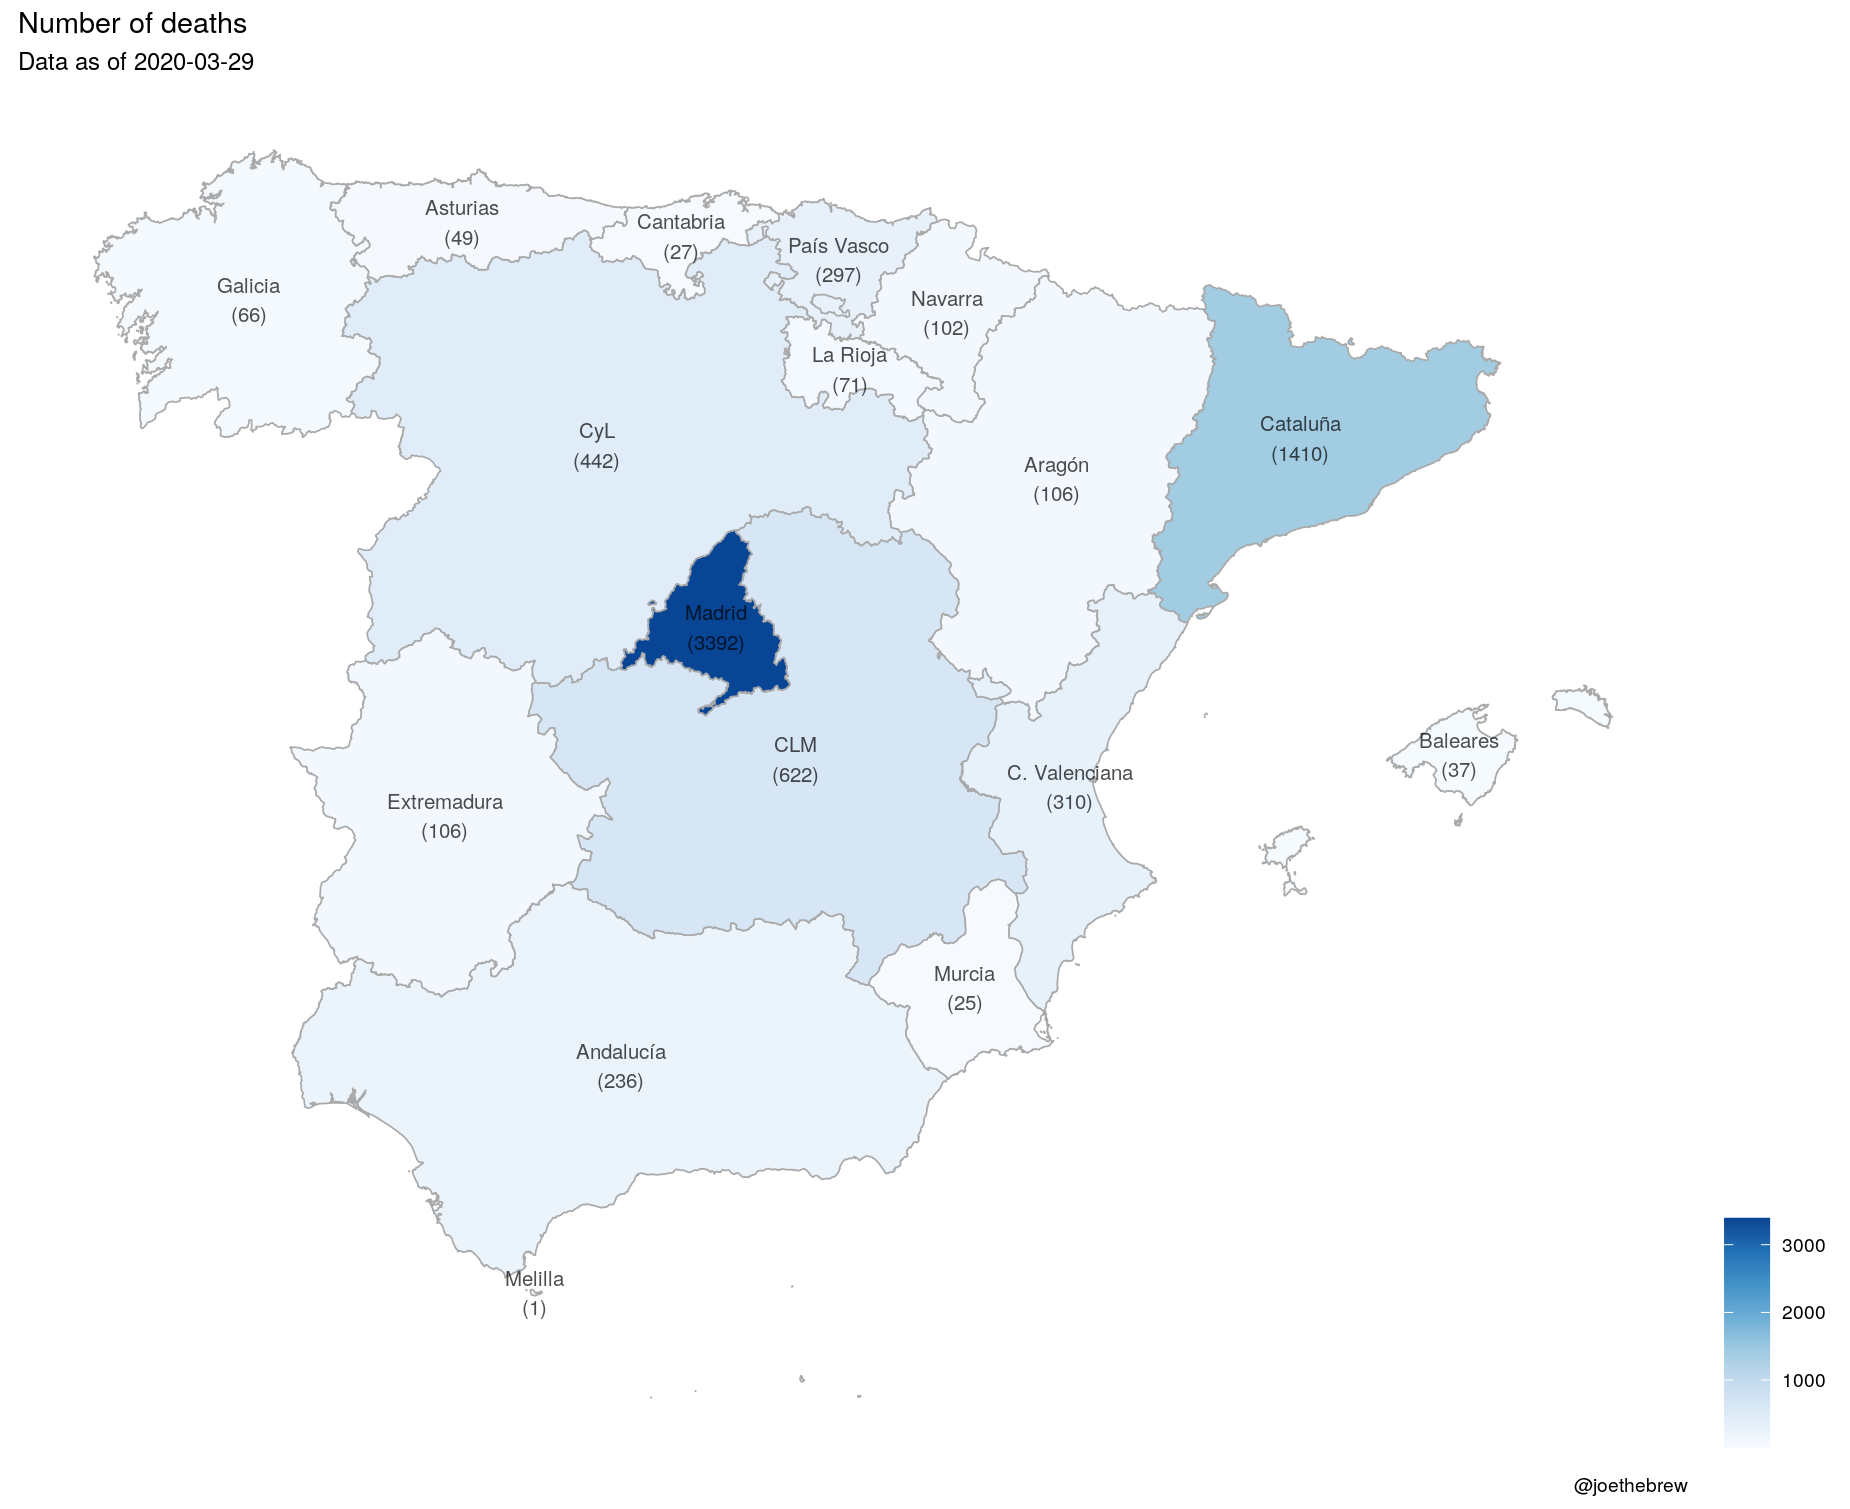 Number of deaths
Data as of 2020-03-29
Asturias
(49)
Cantabria
(27)
País Vasco
(297)
Galicia
(66)
Navarra
(102)
La Rioja
(71)
CyL
(442)
Cataluña
(1410)
Aragón
(106)
Madrid
(3392)
CLM
(622)
Baleares
(37)
C. Valenciana
(310)
Extremadura
(106)
Murcia
(25)
Andalucía
(236)
Melilla
(1)
3000
2000
1000
@joethebrew